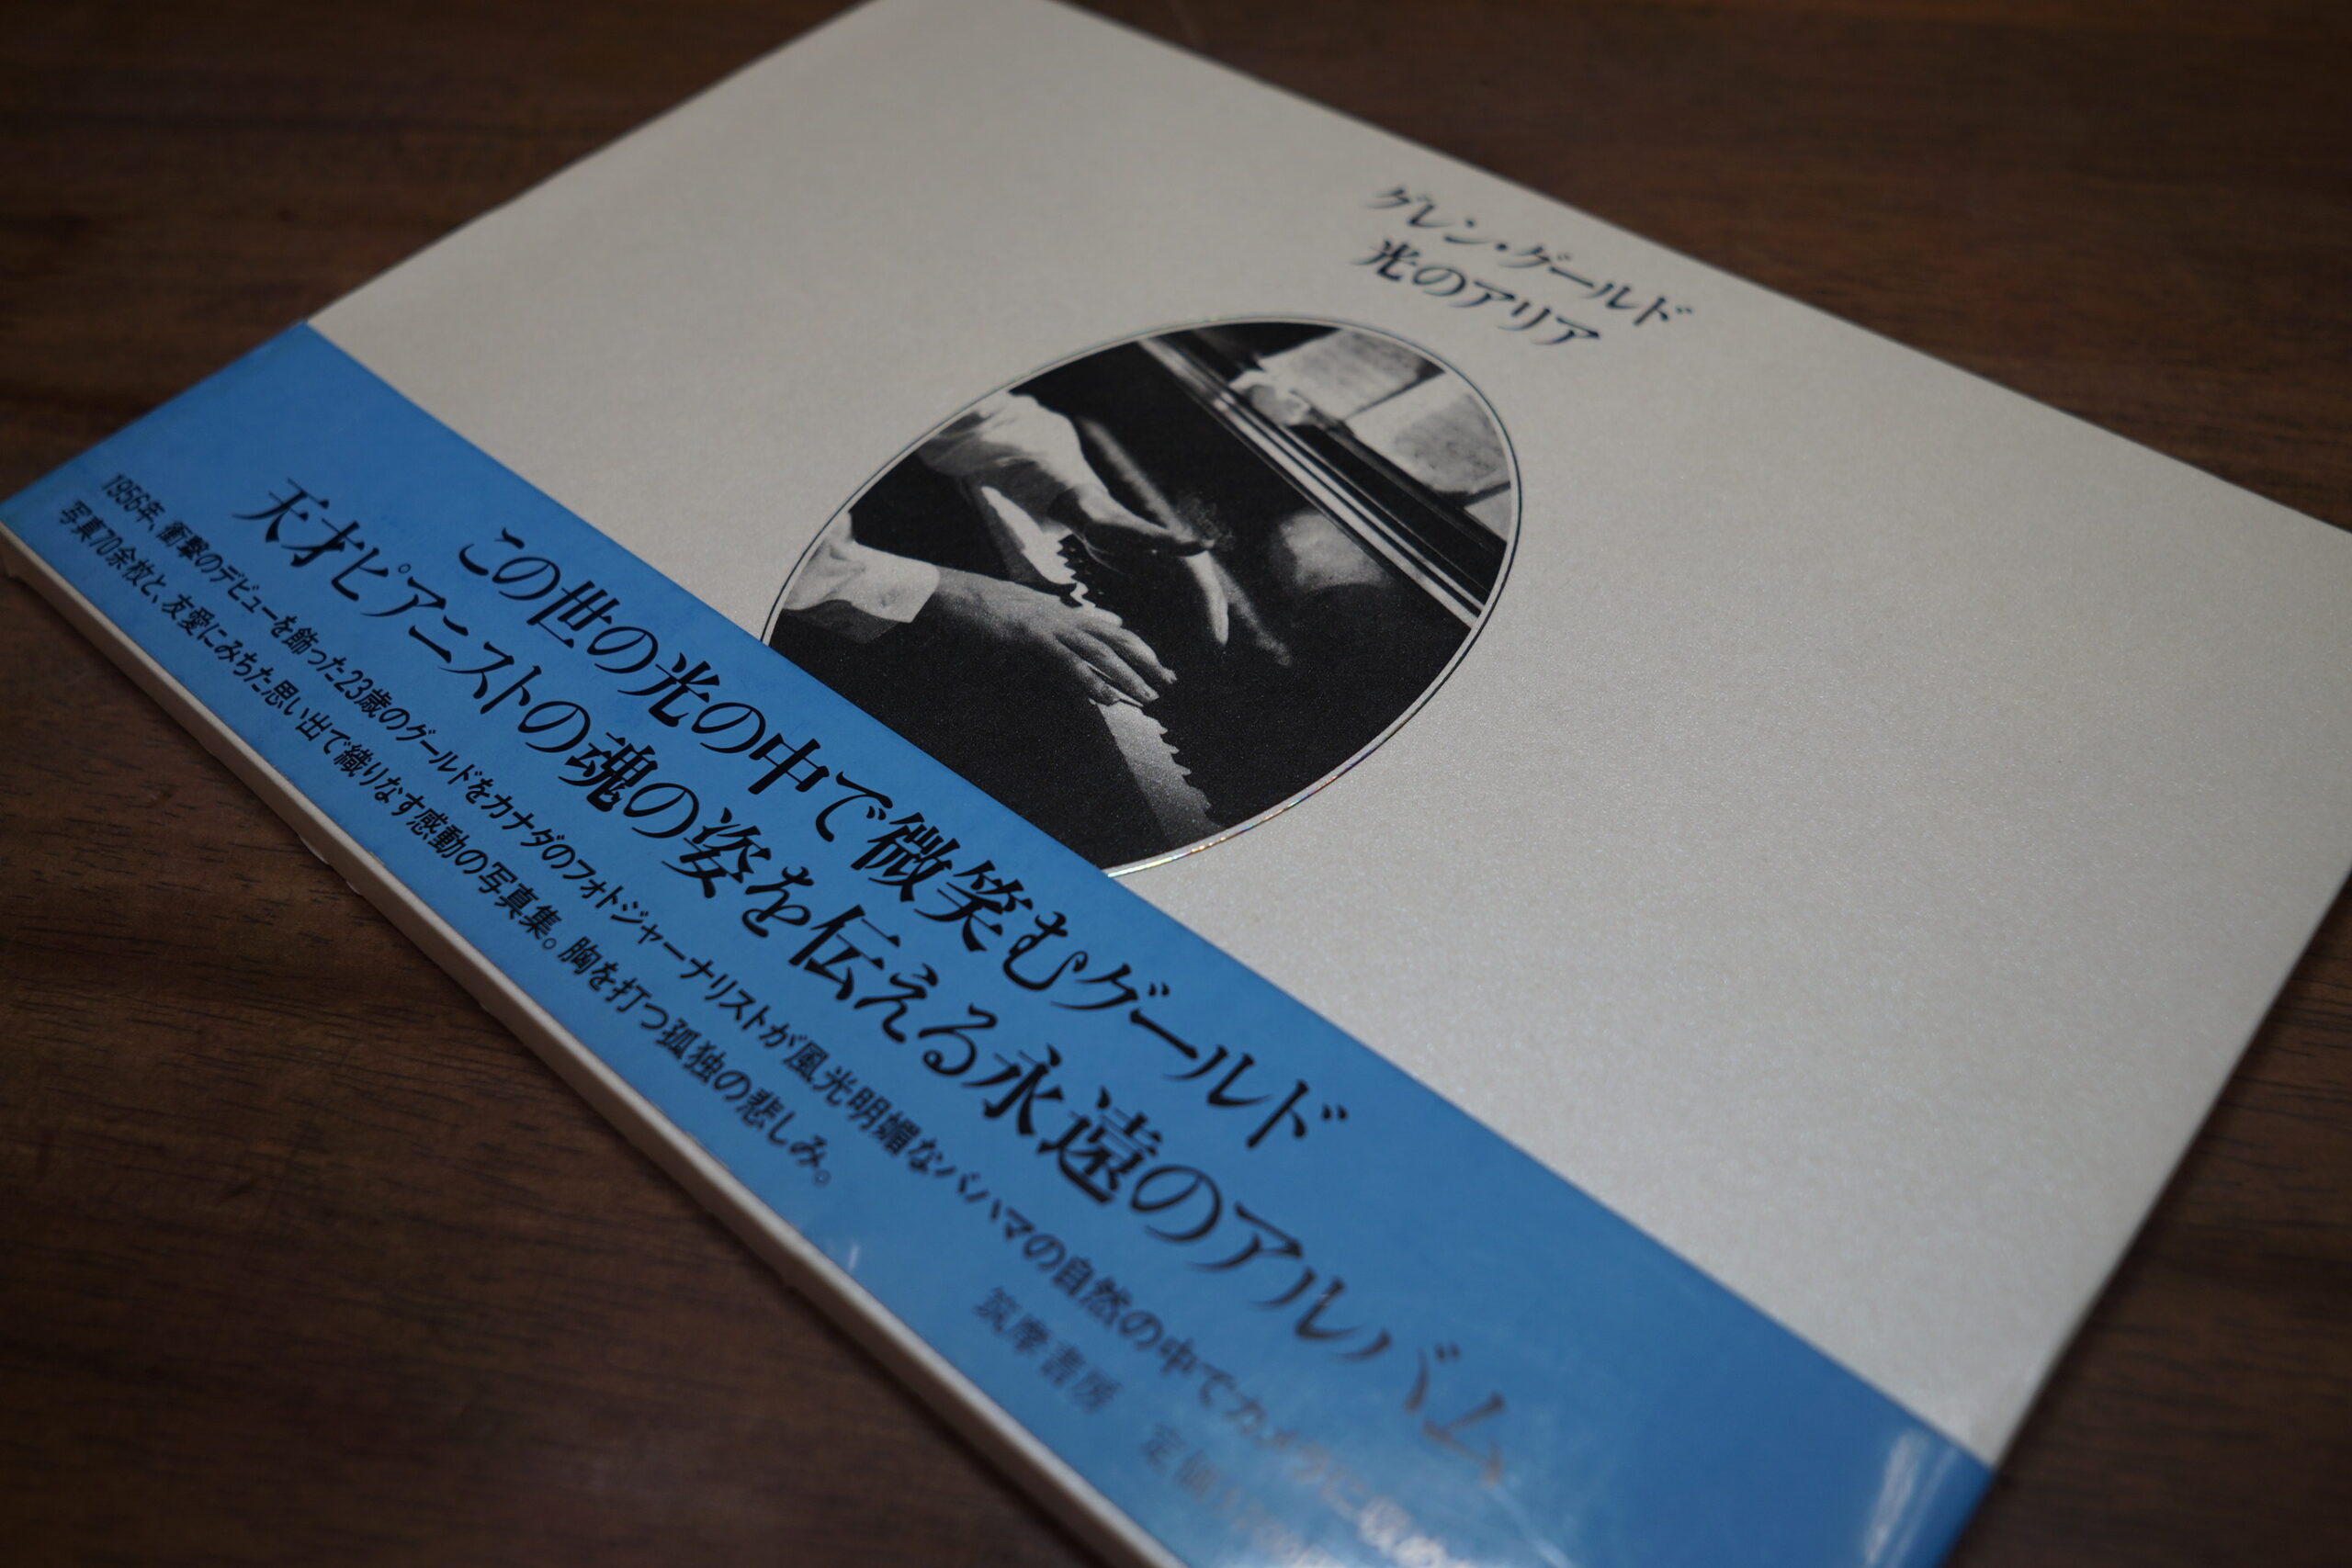 グレン・グールド
光のアリア
この世の光の中で微笑むグールド
天才ピアニストの魂の姿を伝える永遠のアルバム
1956年、衝撃のデビューを飾った23歳のグールドをカナダのフォトジャーナリストが風光明媚なバハマの自然の中でカメラに収め
写真70余枚と、友愛にみちた思い出で織りなす感動の写真集。胸を打つ孤独の悲しみ。
筑摩書房 定価